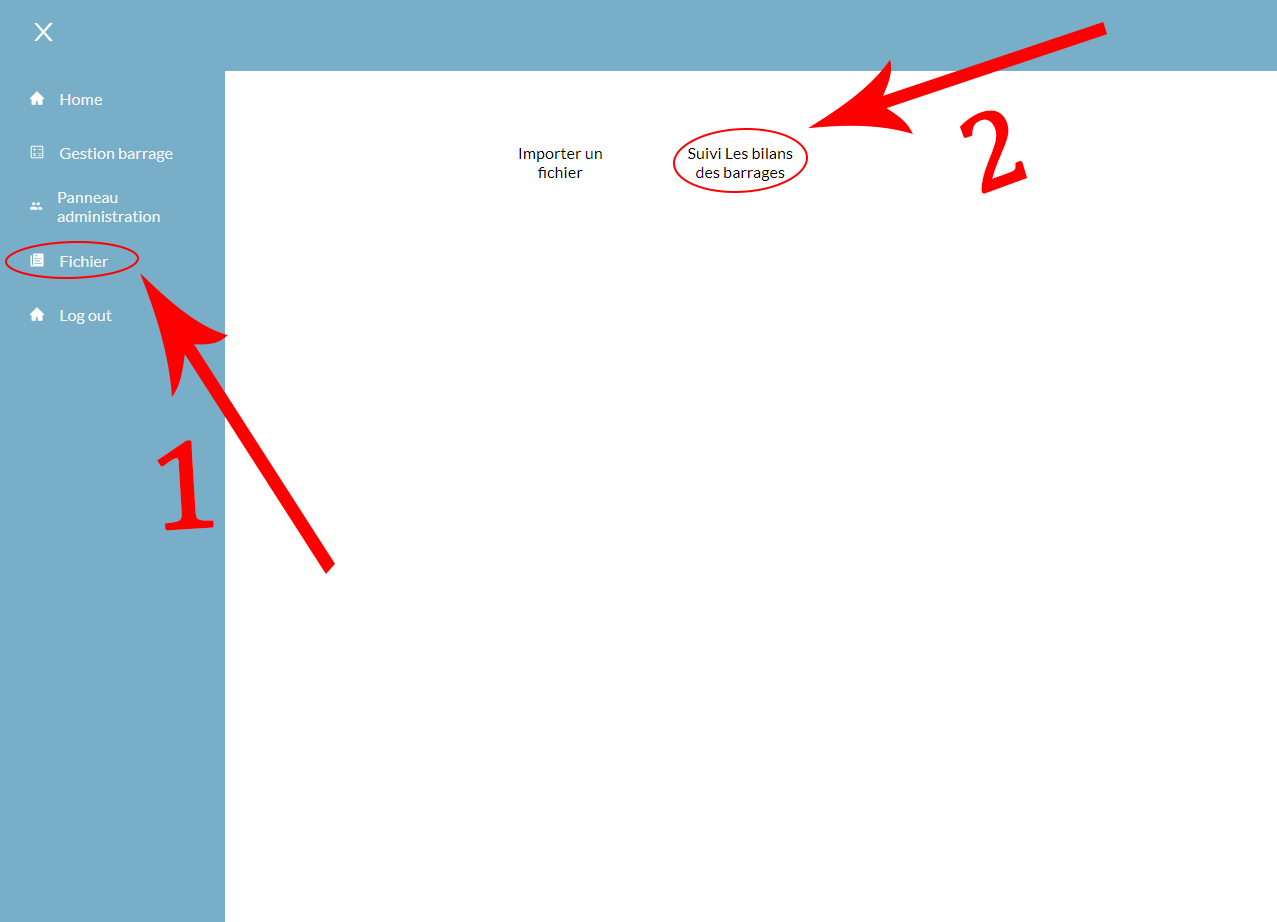 X
Home
Gestion barrage
Panneau
administration
Fichier
Log out
Importer un
fichier
Suivi Les bilans
des barrages
1
2